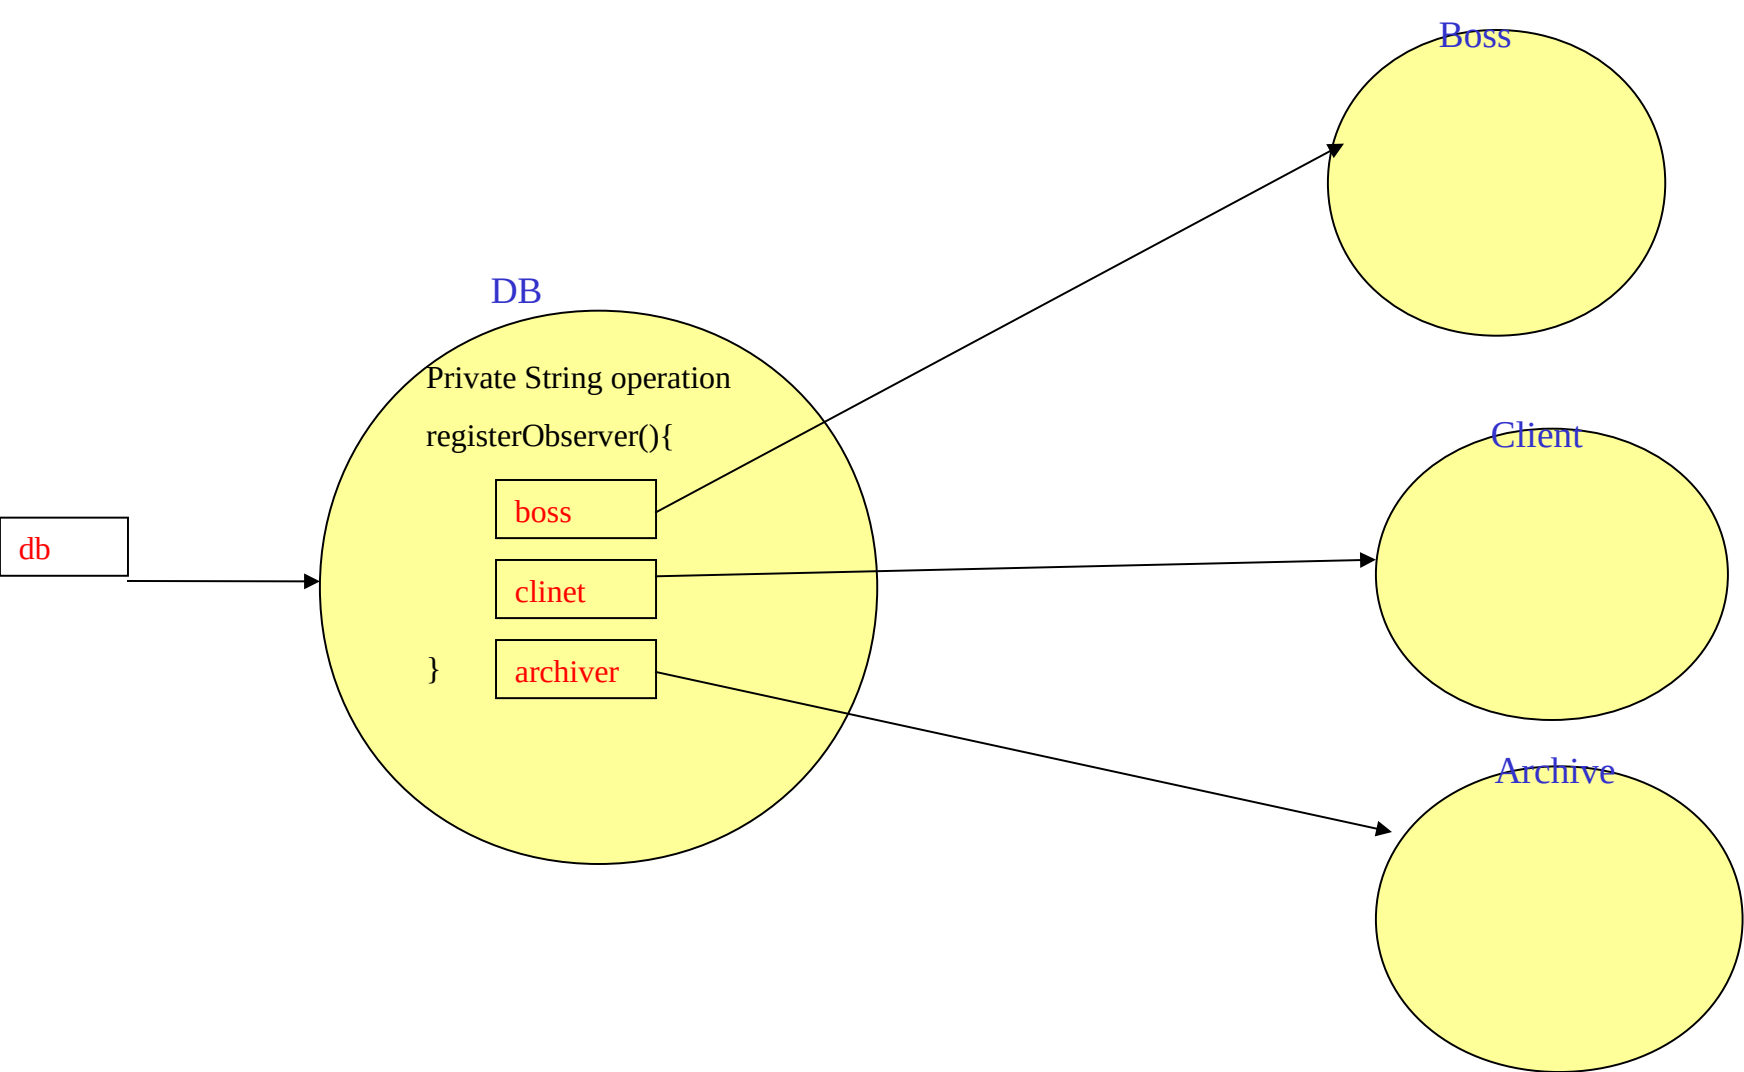 Boss
DB
Private String operation
registerObserver(){
Client
boss
db
clinet
}
archiver
Archive